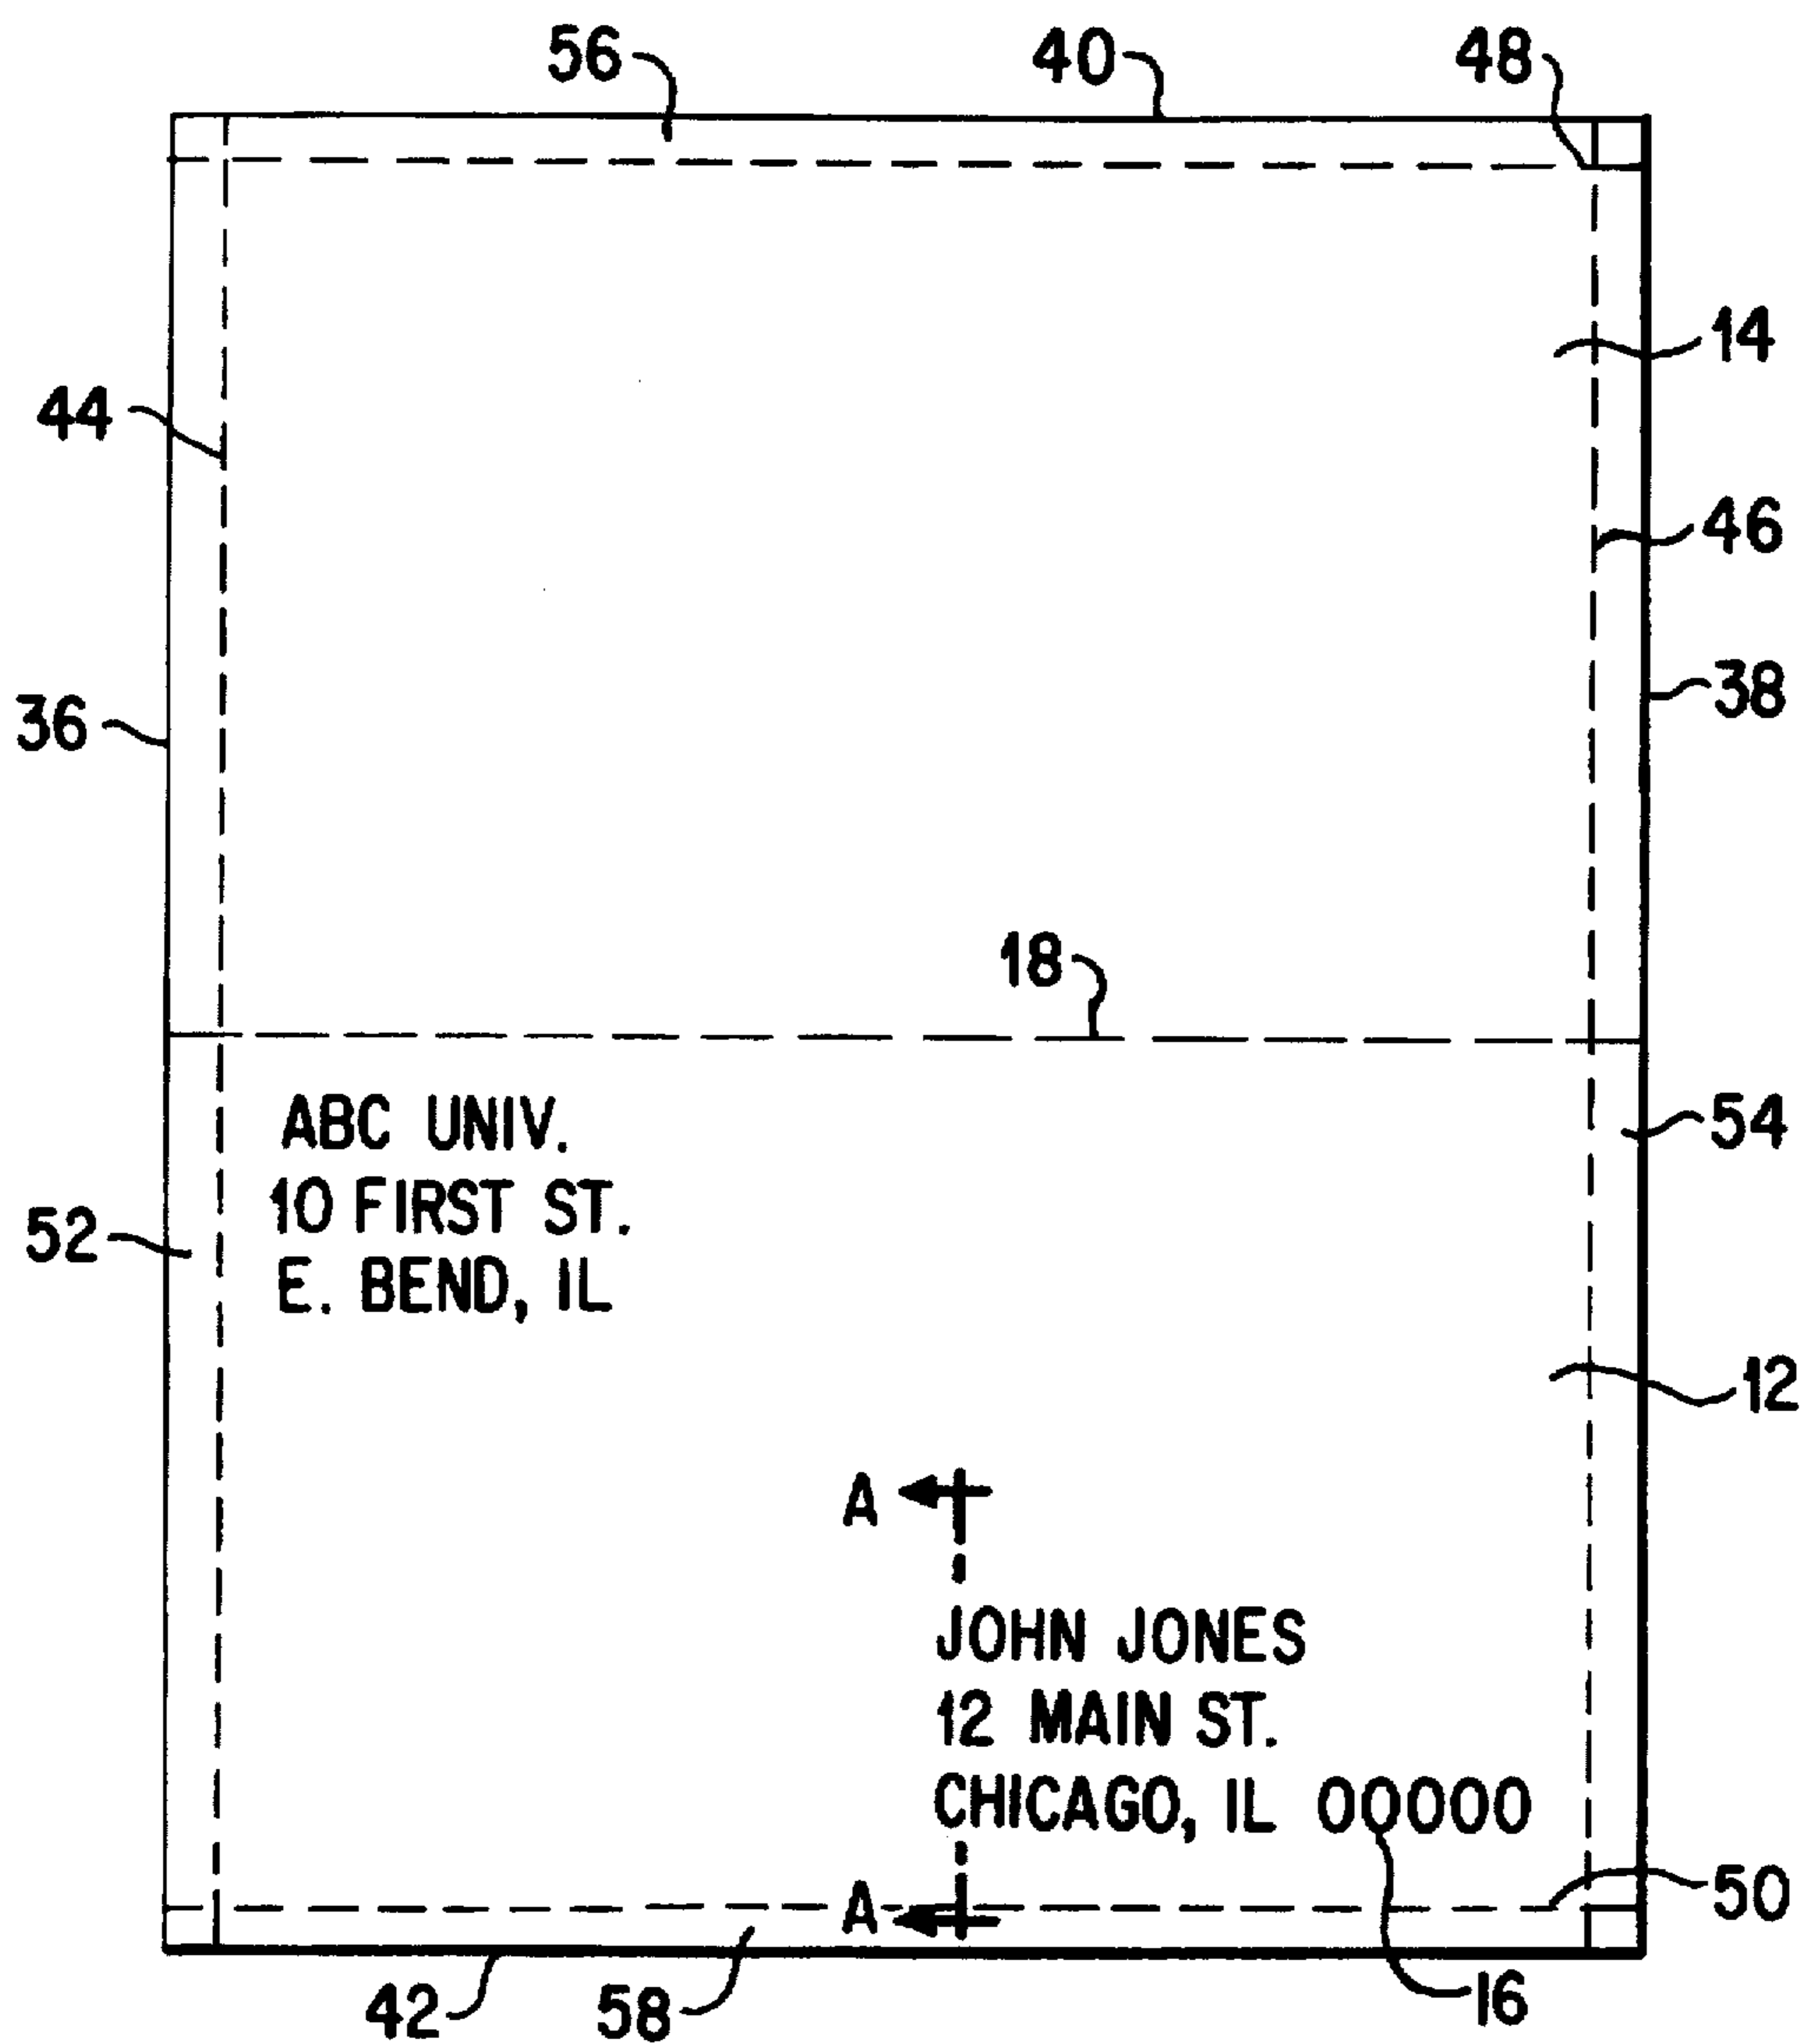 56 40 48
14
44
46
36 38
18
ABC UNIV.
10 FIRST ST.
E. BEND, IL
54
52
12
A
JOHN JONES
12 MAIN ST.
CHICAGO, IL 00000
A
50
42 58 16